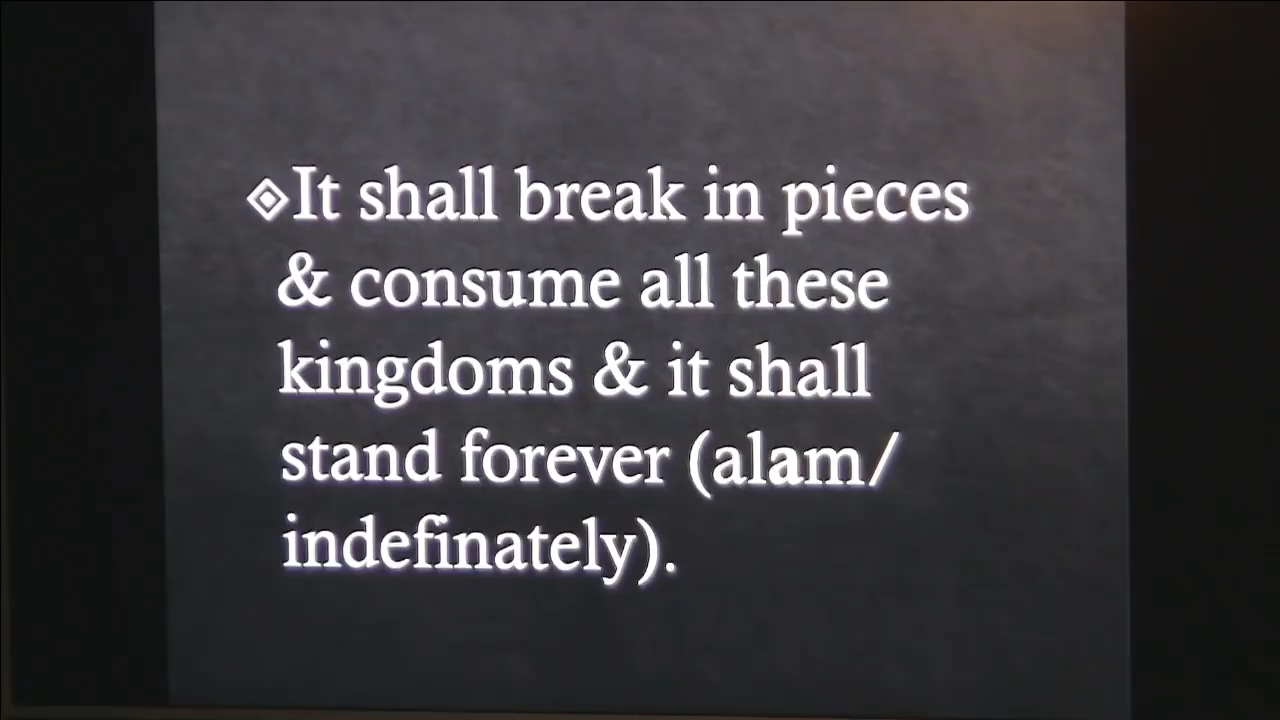 It shall break in pieces
& consume all these
kingdoms & it shall
stand forever (alam/
indefinately).